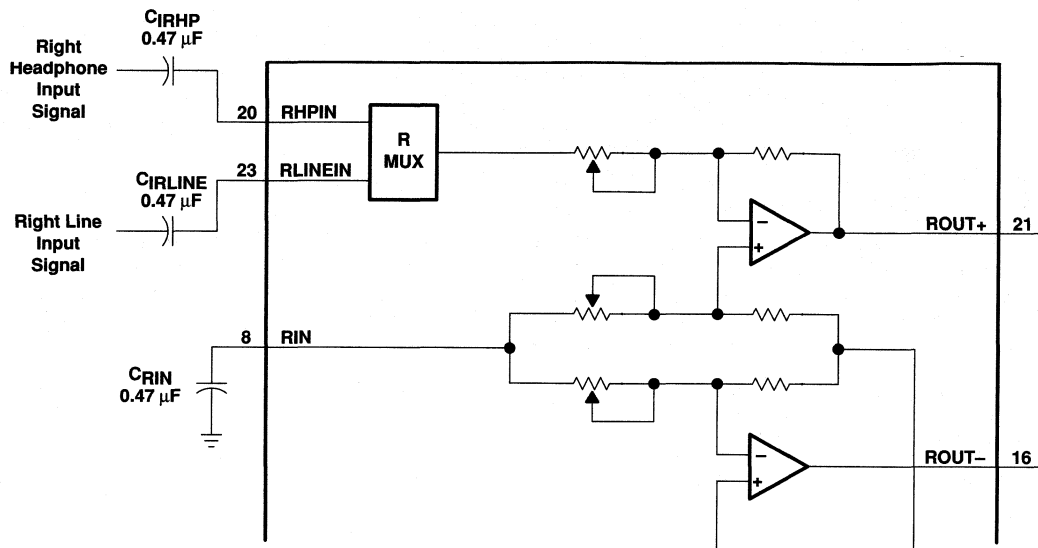 CIRHP
0.47 µF
Right
Headphone
Input
Signal
20 RHPIN
R
MUX
23 RLINEIN
CIRLINE
0.47 µF
Right Line
Input
Signal
−
+
ROUT+ 21
8 RIN
CRIN
0.47 µF
−
+
ROUT− 16